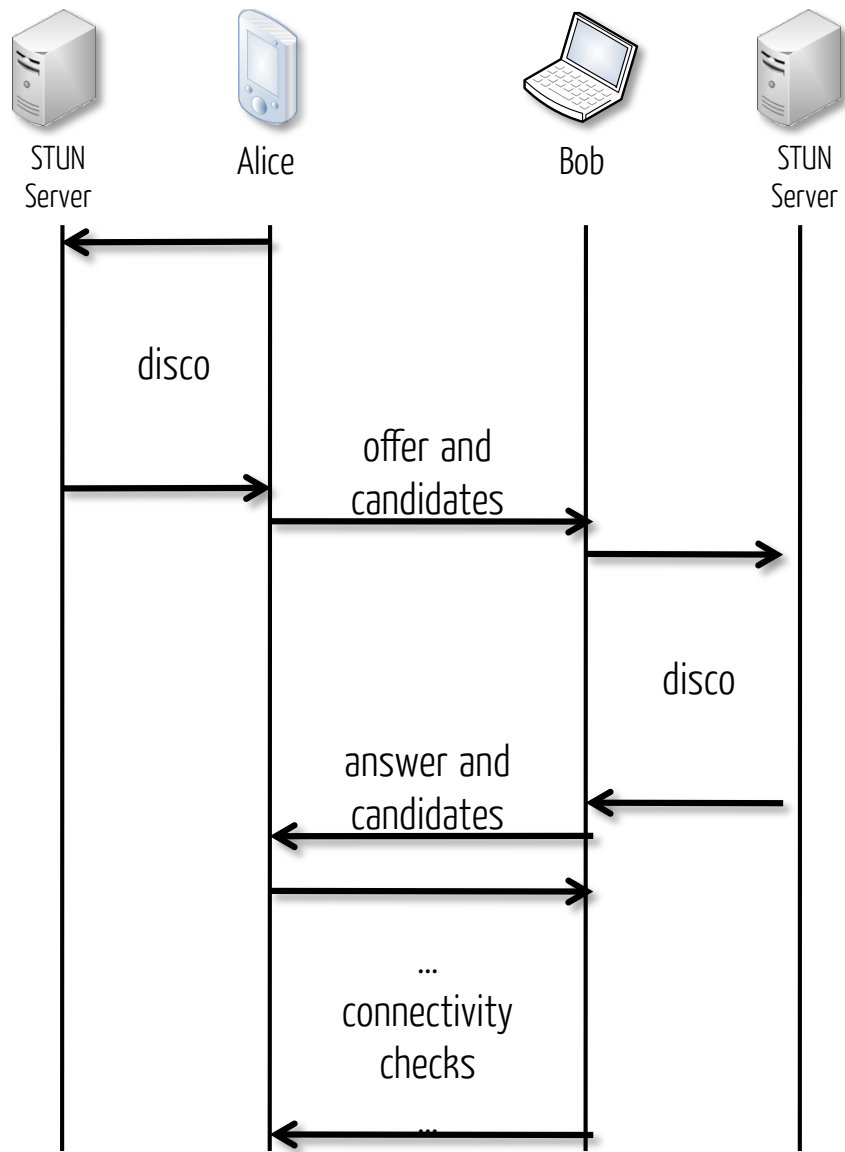 STUN
Server
Alice
Bob
STUN
Server
disco
offer and
candidates
disco
answer and
candidates
...
connectivity
checks
...